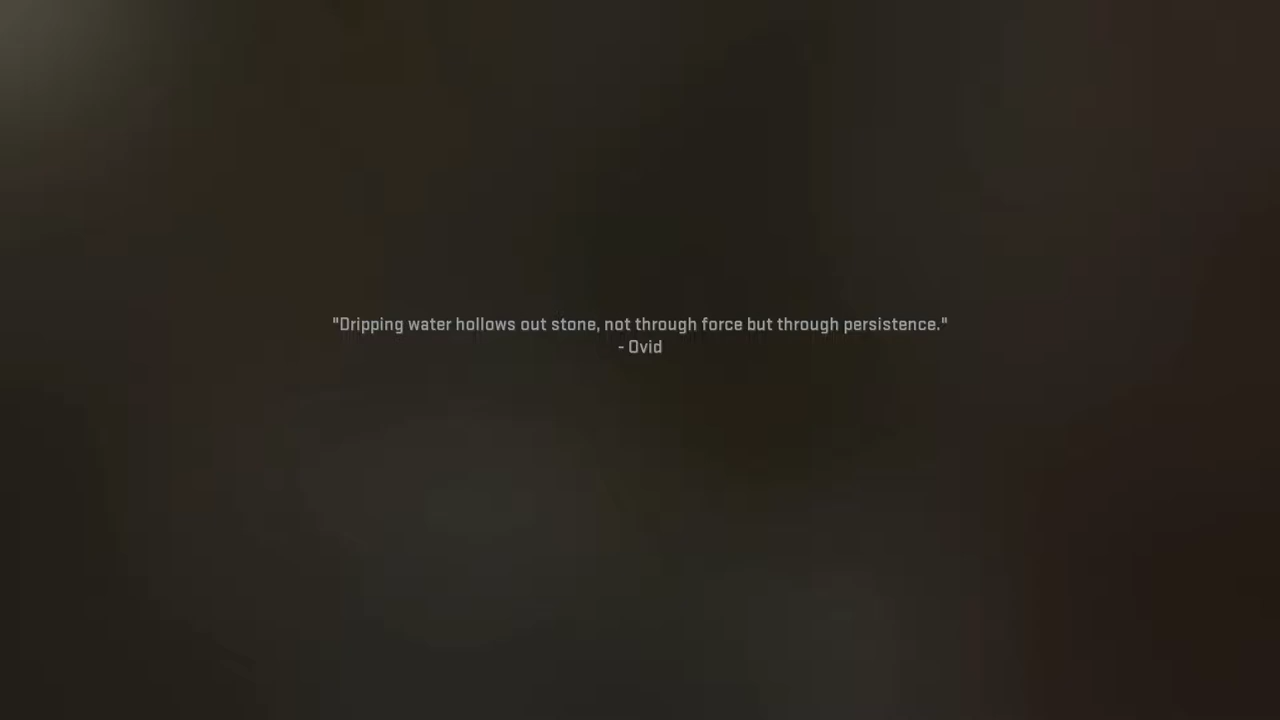 "Dripping water hollows out stone, not through force but through persistence."
- Ovid